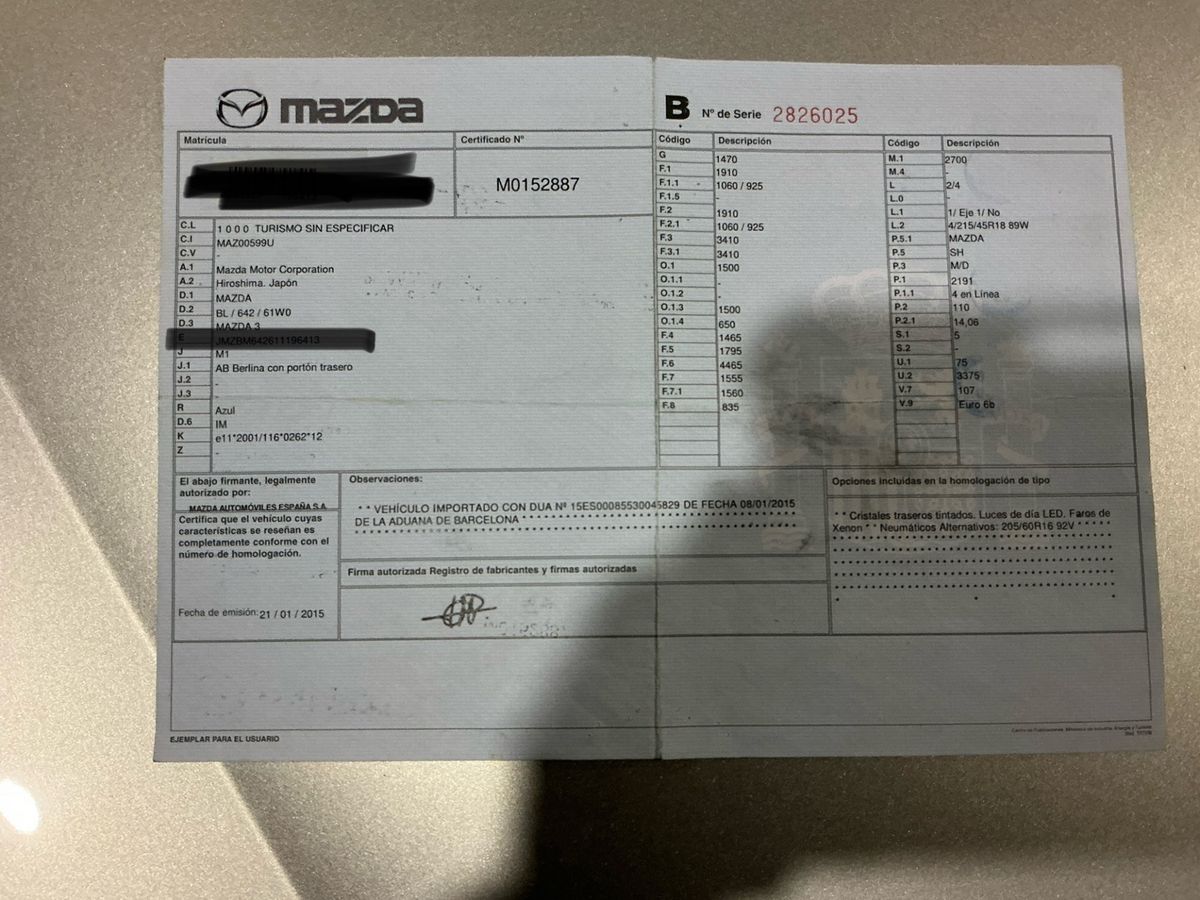 mazda
B Nº de Serie 2826025
Matrícula
Certificado Nº
M0152887
C.L 1 0 0 0 TURISMO SIN ESPECIFICAR
C.I MAZ00599U
C.V -
A.1 Mazda Motor Corporation
A.2 Hiroshima. Japón
D.1 MAZDA
D.2 BL / 642 / 61W0
D.3 MAZDA 3
E
J M1
J.1 AB Berlina con portón trasero
J.2 -
J.3 -
R Azul
D.6 IM
K e11*2001/116*0262*12
Z -
Código Descripción
G 1470
F.1 1910
F.1.1 1060 / 925
F.1.5 -
F.2 1910
F.2.1 1060 / 925
F.3 3410
F.3.1 3410
O.1 1500
O.1.1 -
O.1.2 -
O.1.3 1500
O.1.4 650
F.4 1465
F.5 1795
F.6 4465
F.7 1555
F.7.1 1560
F.8 835
Código Descripción
M.1 2700
M.4 -
L 2/4
L.0 -
L.1 1/ Eje 1/ No
L.2 4/215/45R18 89W
P.5.1 MAZDA
P.5 SH
P.3 M/D
P.1 2191
P.1.1 4 en Línea
P.2 110
P.2.1 14,06
S.1 5
S.2 -
U.1 75
U.2 3375
V.7 107
V.9 Euro 6b
El abajo firmante, legalmente
autorizado por:
MAZDA AUTOMÓVILES ESPAÑA S.A.
Certifica que el vehículo cuyas
características se reseñan es
completamente conforme con el
número de homologación.
Fecha de emisión: 21 / 01 / 2015
Observaciones:
* * VEHÍCULO IMPORTADO CON DUA Nº 15ES00085530045829 DE FECHA 08/01/2015
DE LA ADUANA DE BARCELONA * *
Firma autorizada Registro de fabricantes y firmas autorizadas
Opciones incluidas en la homologación de tipo
* * Cristales traseros tintados. Luces de día LED. Faros de
Xenon * * Neumáticos Alternativos: 205/60R16 92V * * * * *
EJEMPLAR PARA EL USUARIO